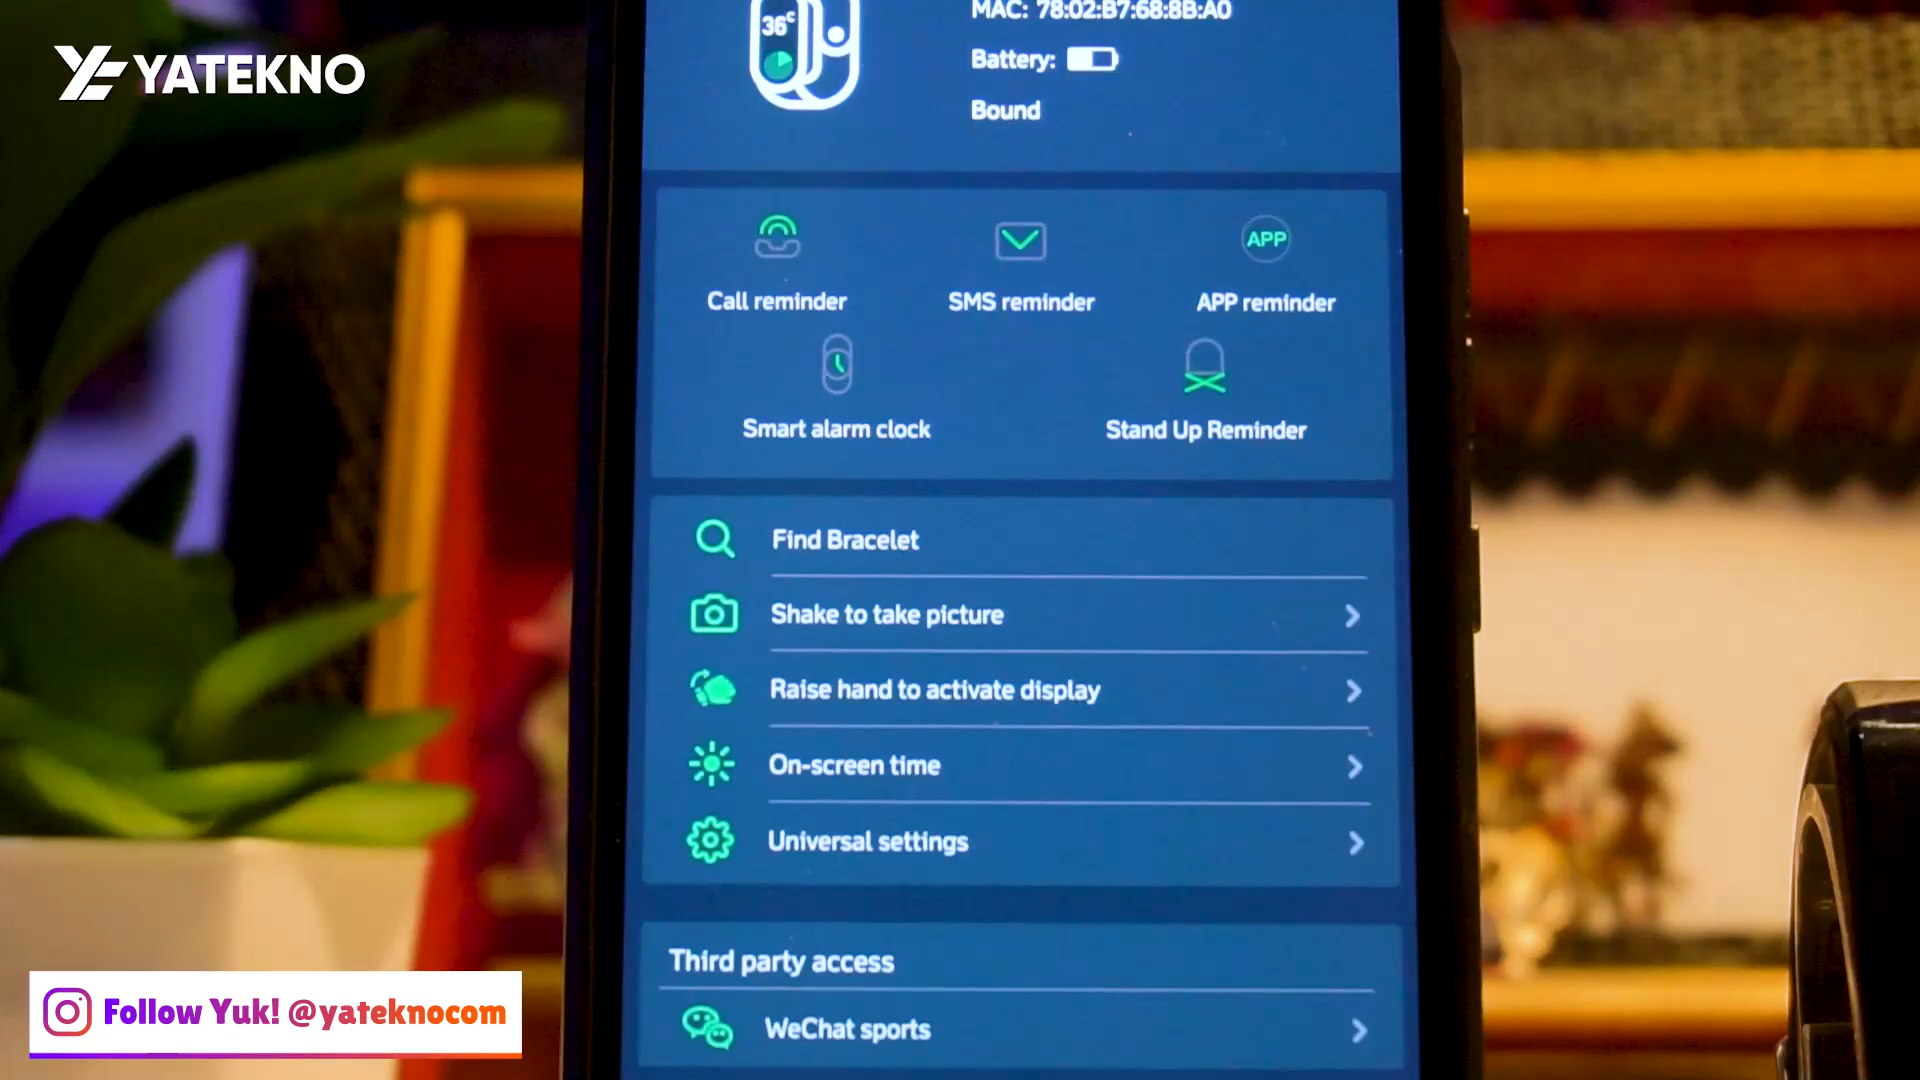 YATEKNO
36°
MAC: 78:02:B7:68:8B:A0
Battery:
Bound
Call reminder
SMS reminder
APP
APP reminder
Smart alarm clock
Stand Up Reminder
Find Bracelet
Shake to take picture
Raise hand to activate display
On-screen time
Universal settings
Third party access
WeChat sports
Follow Yuk! @yateknocom